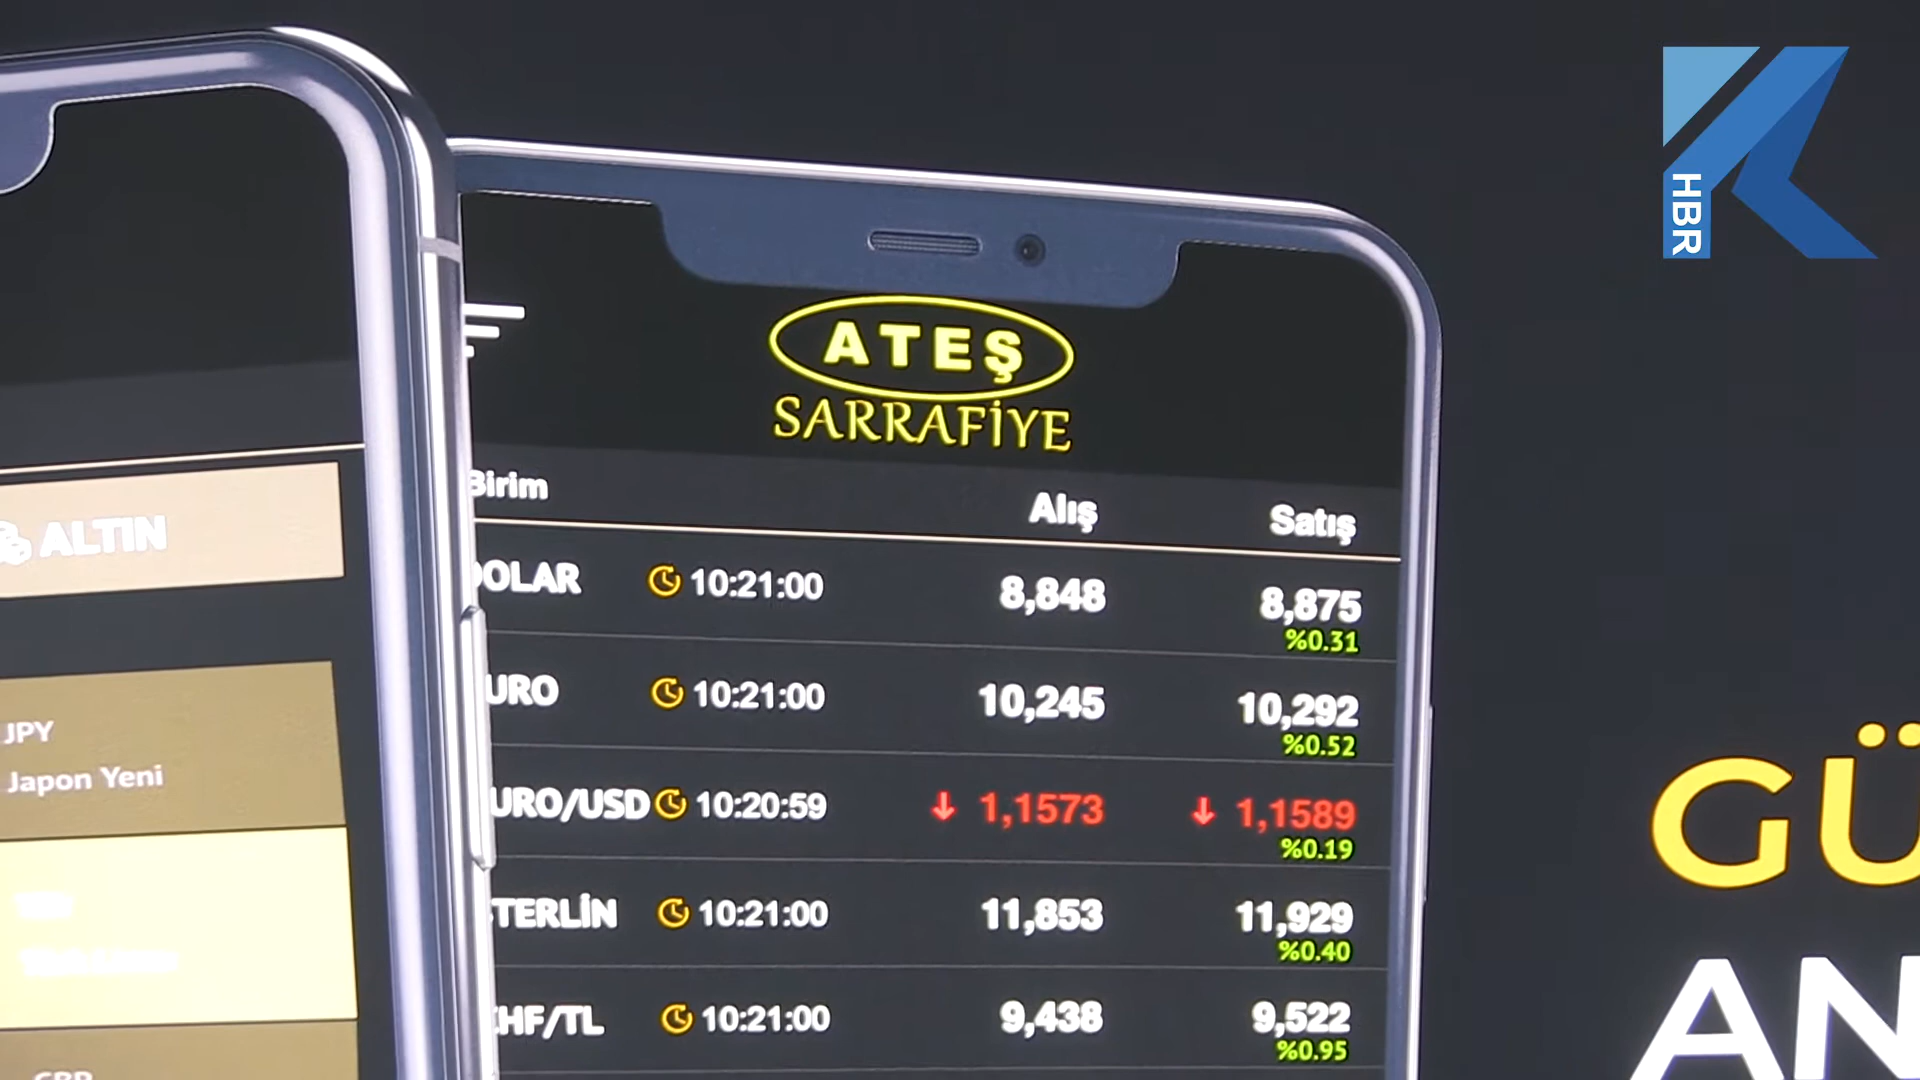 HBR
ATEŞ
SARRAFİYE
Birim Alış Satış
DOLAR 10:21:00 8,848 8,875
%0.31
URO 10:21:00 10,245 10,292
%0.52
URO/USD 10:20:59 1,1573 1,1589
%0.19
TERLİN 10:21:00 11,853 11,929
%0.40
HF/TL 10:21:00 9,438 9,522
%0.95
ALTIN
JPY
Japon Yeni
GBP
GÜ
AN